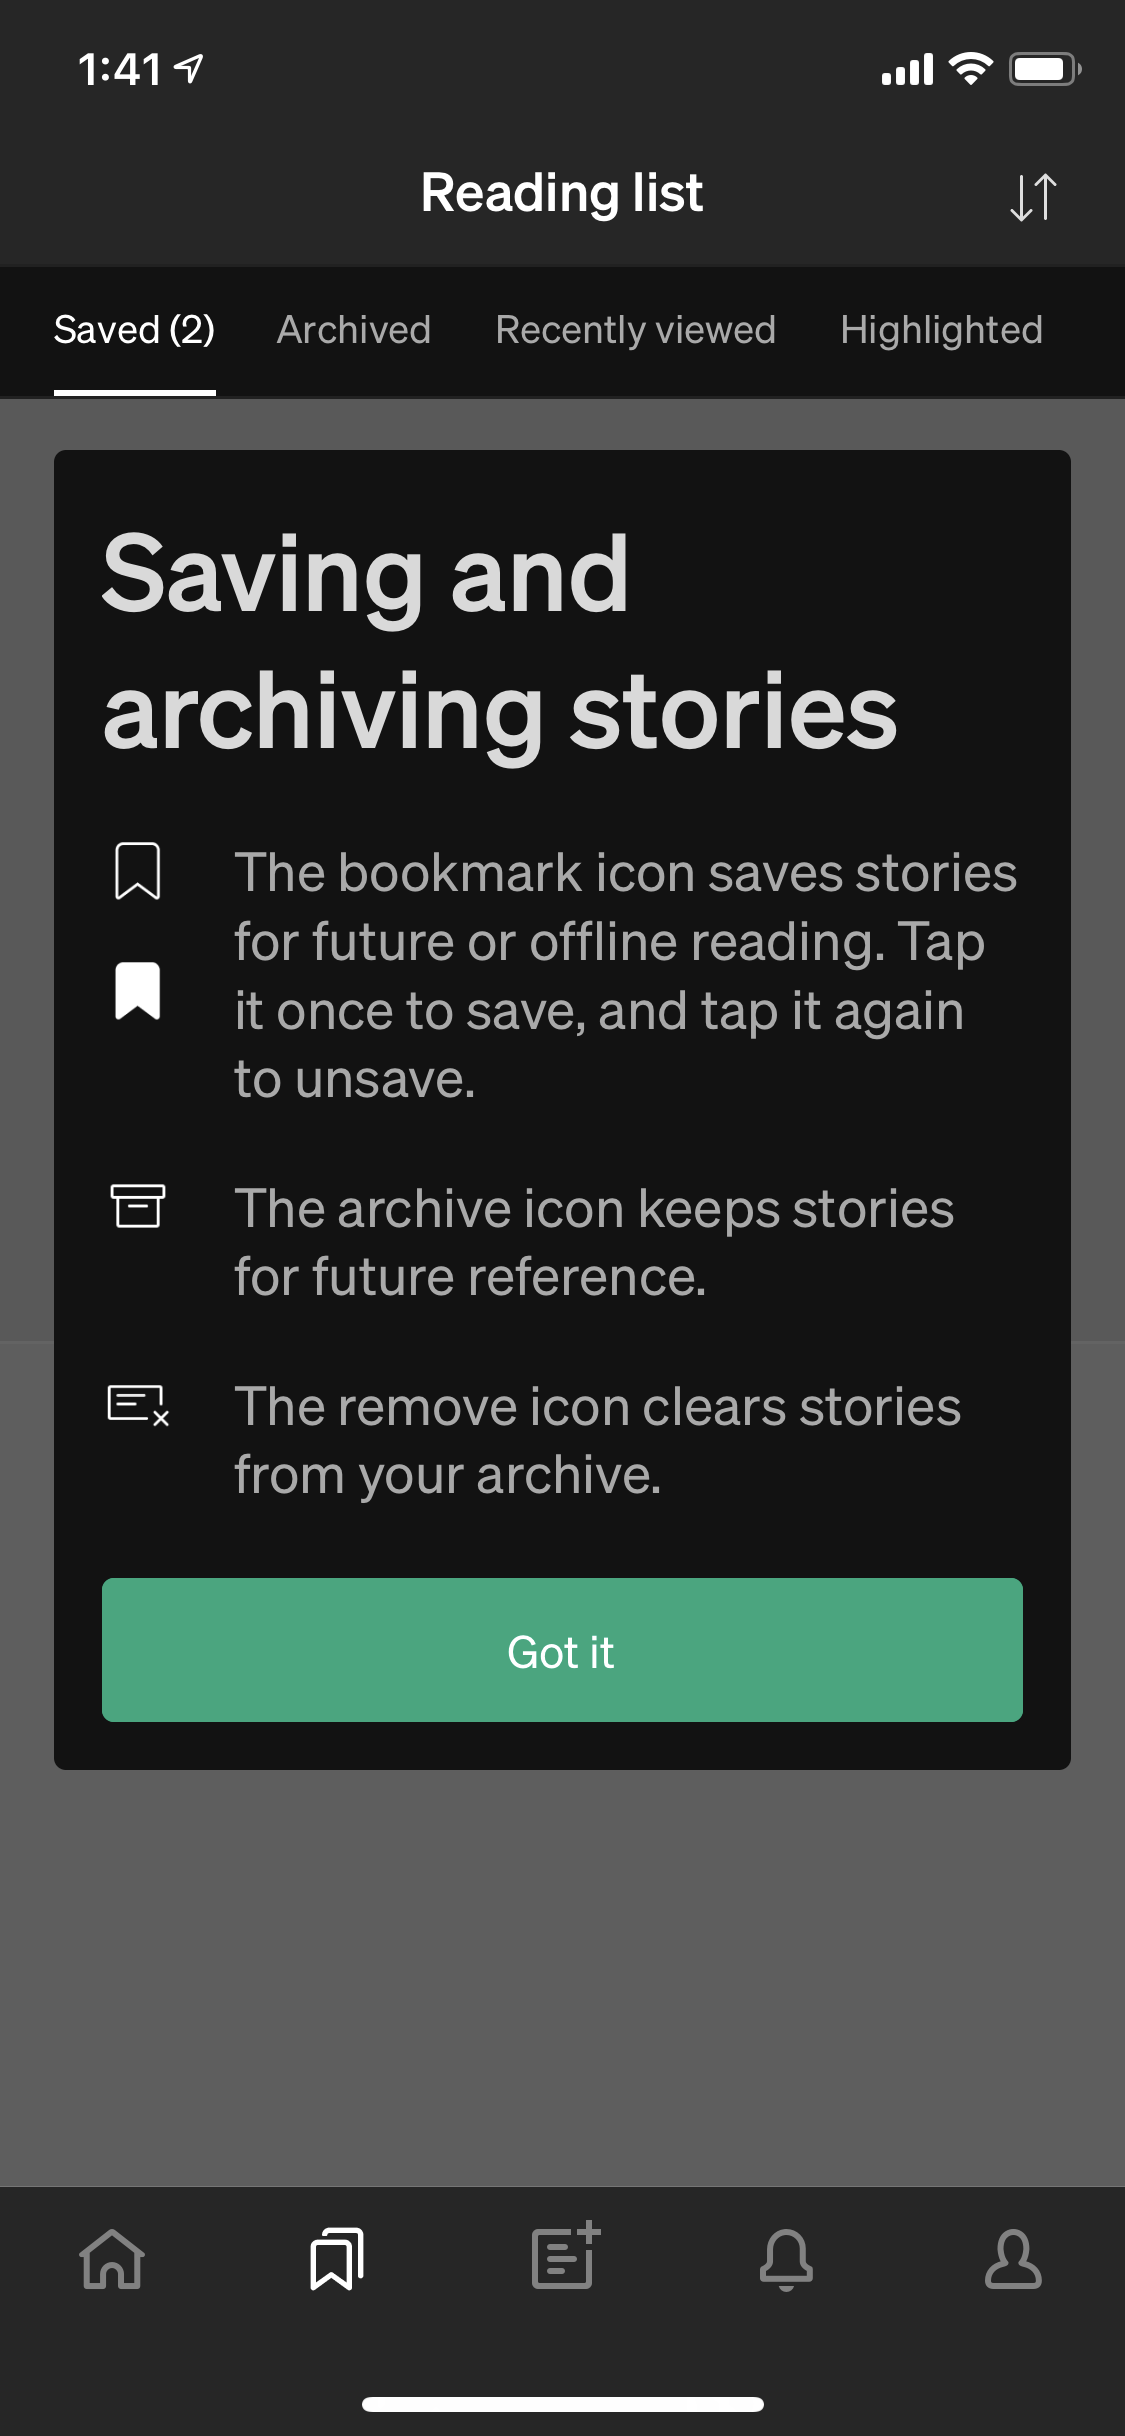 1:41
Reading list
Saved (2) Archived Recently viewed Highlighted
Saving and
archiving stories
The bookmark icon saves stories
for future or offline reading. Tap
it once to save, and tap it again
to unsave.
The archive icon keeps stories
for future reference.
The remove icon clears stories
from your archive.
Got it